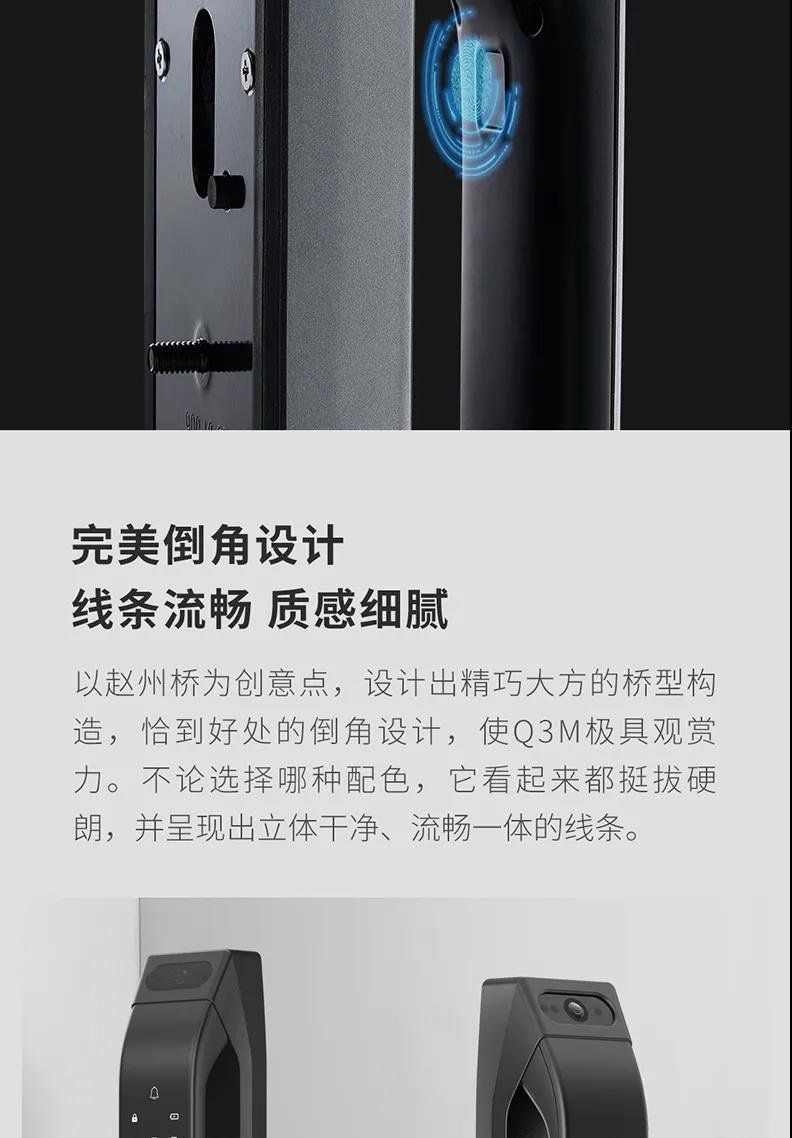 完美倒角设计
线条流畅 质感细腻
以赵州桥为创意点，设计出精巧大方的桥型构
造，恰到好处的倒角设计，使Q3M极具观赏
力。不论选择哪种配色，它看起来都挺拔硬
朗，并呈现出立体干净、流畅一体的线条。